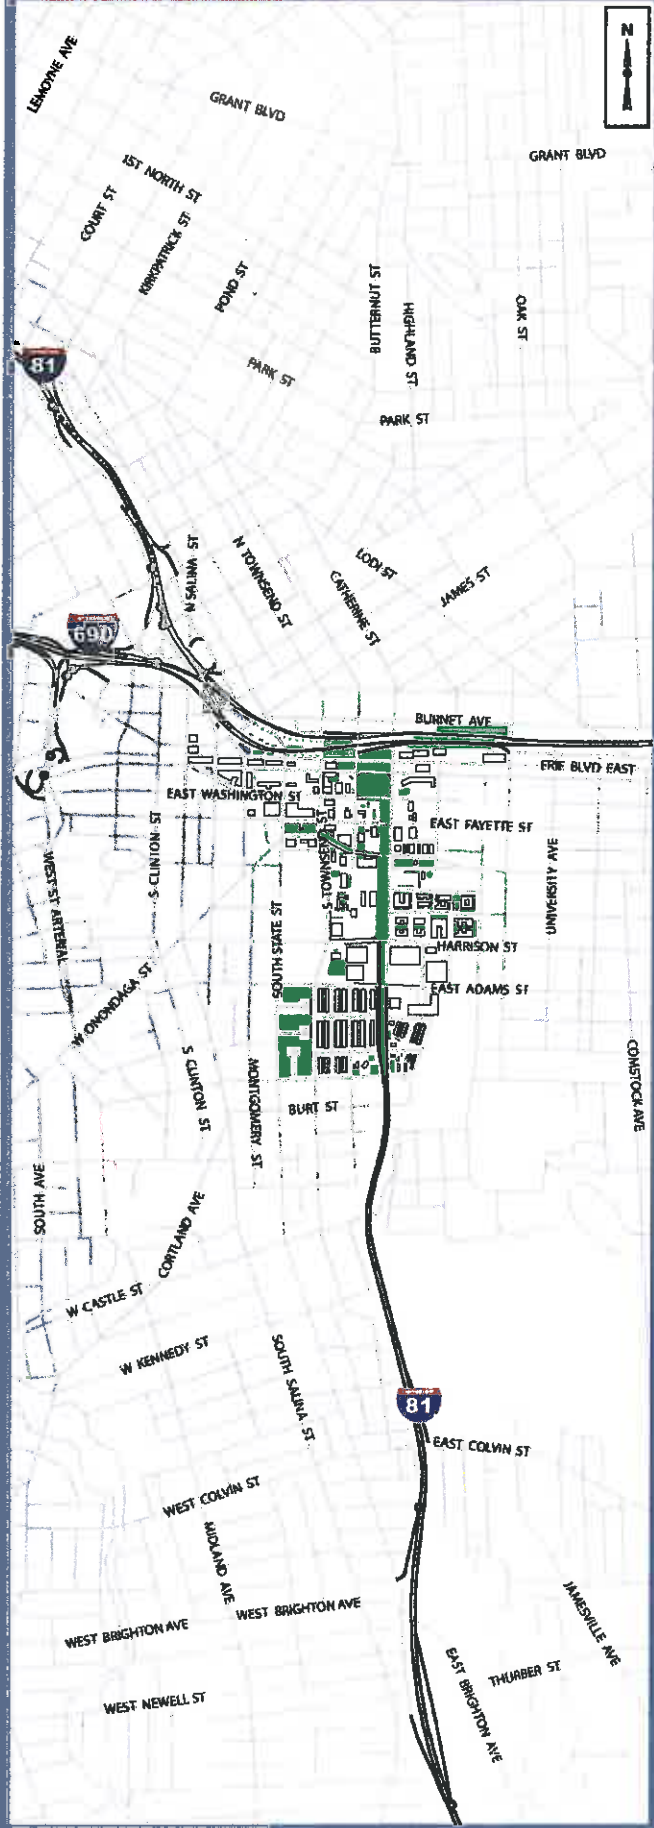 N
LEMOYNE AVE
GRANT BLVD
GRANT BLVD
1ST NORTH ST
COURT ST
KIRKPATRICK ST
POND ST
BUTTERNUT ST
HIGHLAND ST
OAK ST
81
PARK ST
PARK ST
N SALINA ST
N TOWNSEND ST
LODI ST
CATHERINE ST
JAMES ST
690
BURNET AVE
ERIE BLVD EAST
EAST WASHINGTON ST
S CLINTON ST
S TOWNSEND ST
EAST FAYETTE ST
UNIVERSITY AVE
WEST ST ARTERIAL
SOUTH STATE ST
HARRISON ST
W ONONDAGA ST
EAST ADAMS ST
S CLINTON ST
MONTGOMERY ST
COMSTOCK AVE
BURT ST
SOUTH AVE
CORTLAND AVE
W CASTLE ST
W KENNEDY ST
SOUTH SALINA ST
81
EAST COLVIN ST
WEST COLVIN ST
MIDLAND AVE
WEST BRIGHTON AVE
WEST BRIGHTON AVE
JAMESVILLE AVE
EAST BRIGHTON AVE
THURBER ST
WEST NEWELL ST